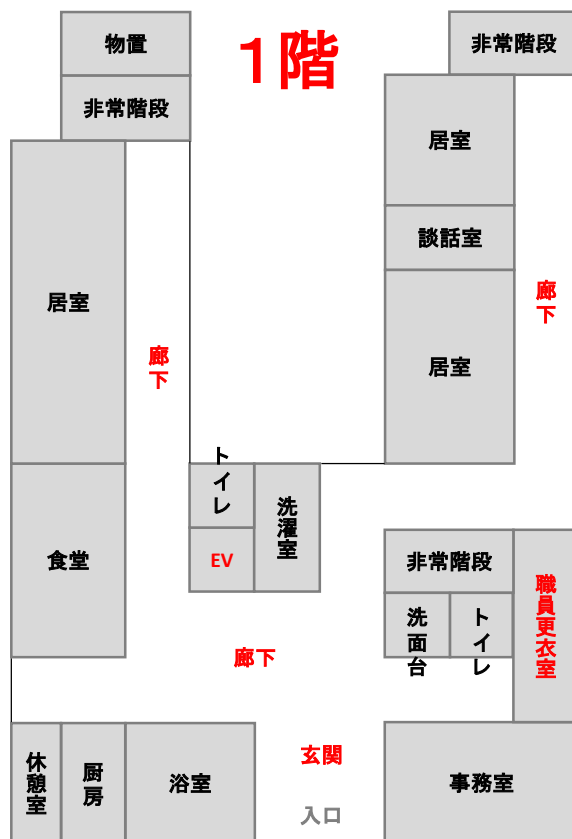 1階
物置
非常階段
非常階段
居室
談話室
居室
廊下
居室
廊下
トイレ
洗濯室
EV
食堂
非常階段
洗面台
トイレ
職員更衣室
廊下
休憩室
厨房
浴室
玄関
入口
事務室